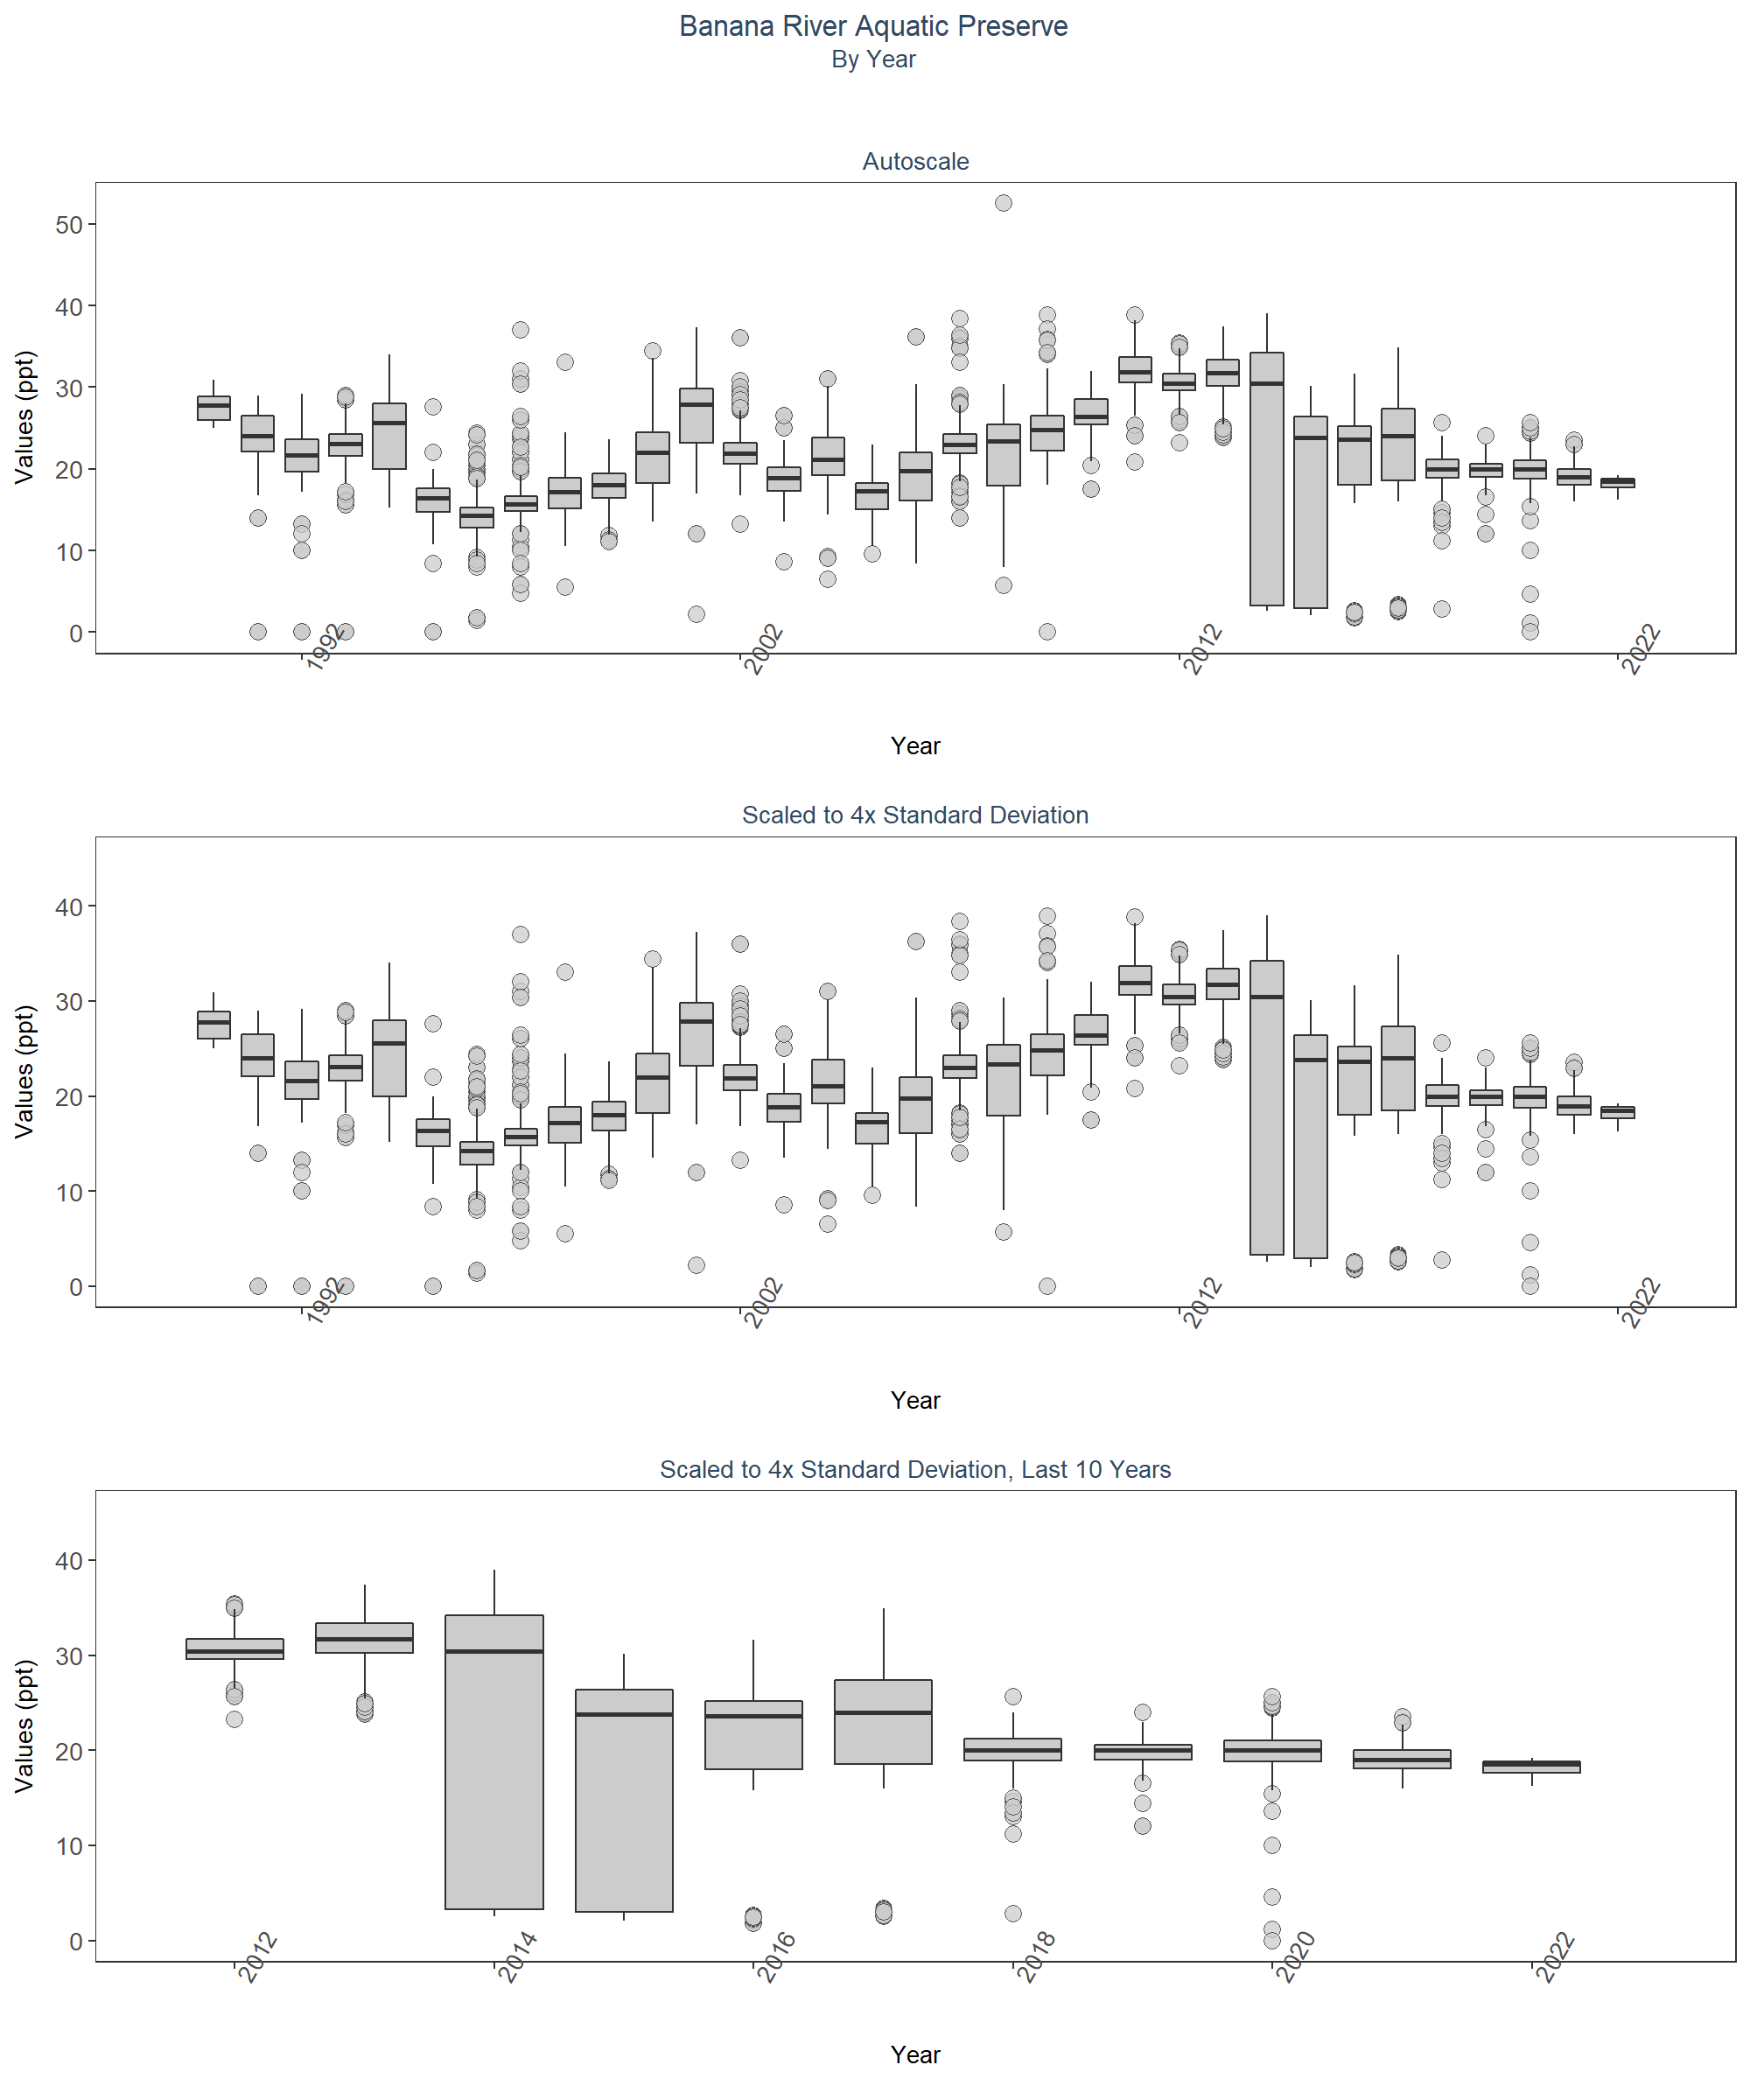 Banana River Aquatic Preserve
By Year
Autoscale
Values (ppt)
50
40
30
20
10
0
1992
2002
2012
2022
Year
Scaled to 4x Standard Deviation
Values (ppt)
40
30
20
10
0
1992
2002
2012
2022
Year
Scaled to 4x Standard Deviation, Last 10 Years
Values (ppt)
40
30
20
10
0
2012
2014
2016
2018
2020
2022
Year